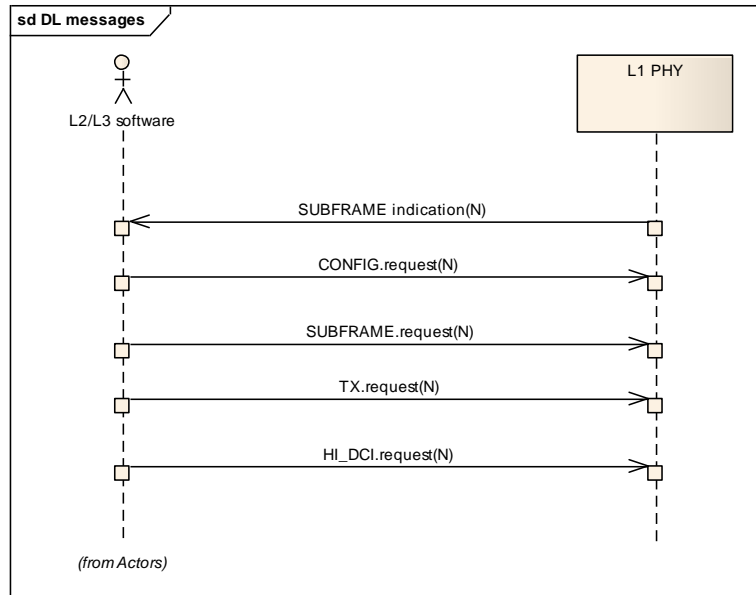 sd DL messages
L2/L3 software
L1 PHY
SUBFRAME indication(N)
CONFIG.request(N)
SUBFRAME.request(N)
TX.request(N)
HI_DCI.request(N)
(from Actors)